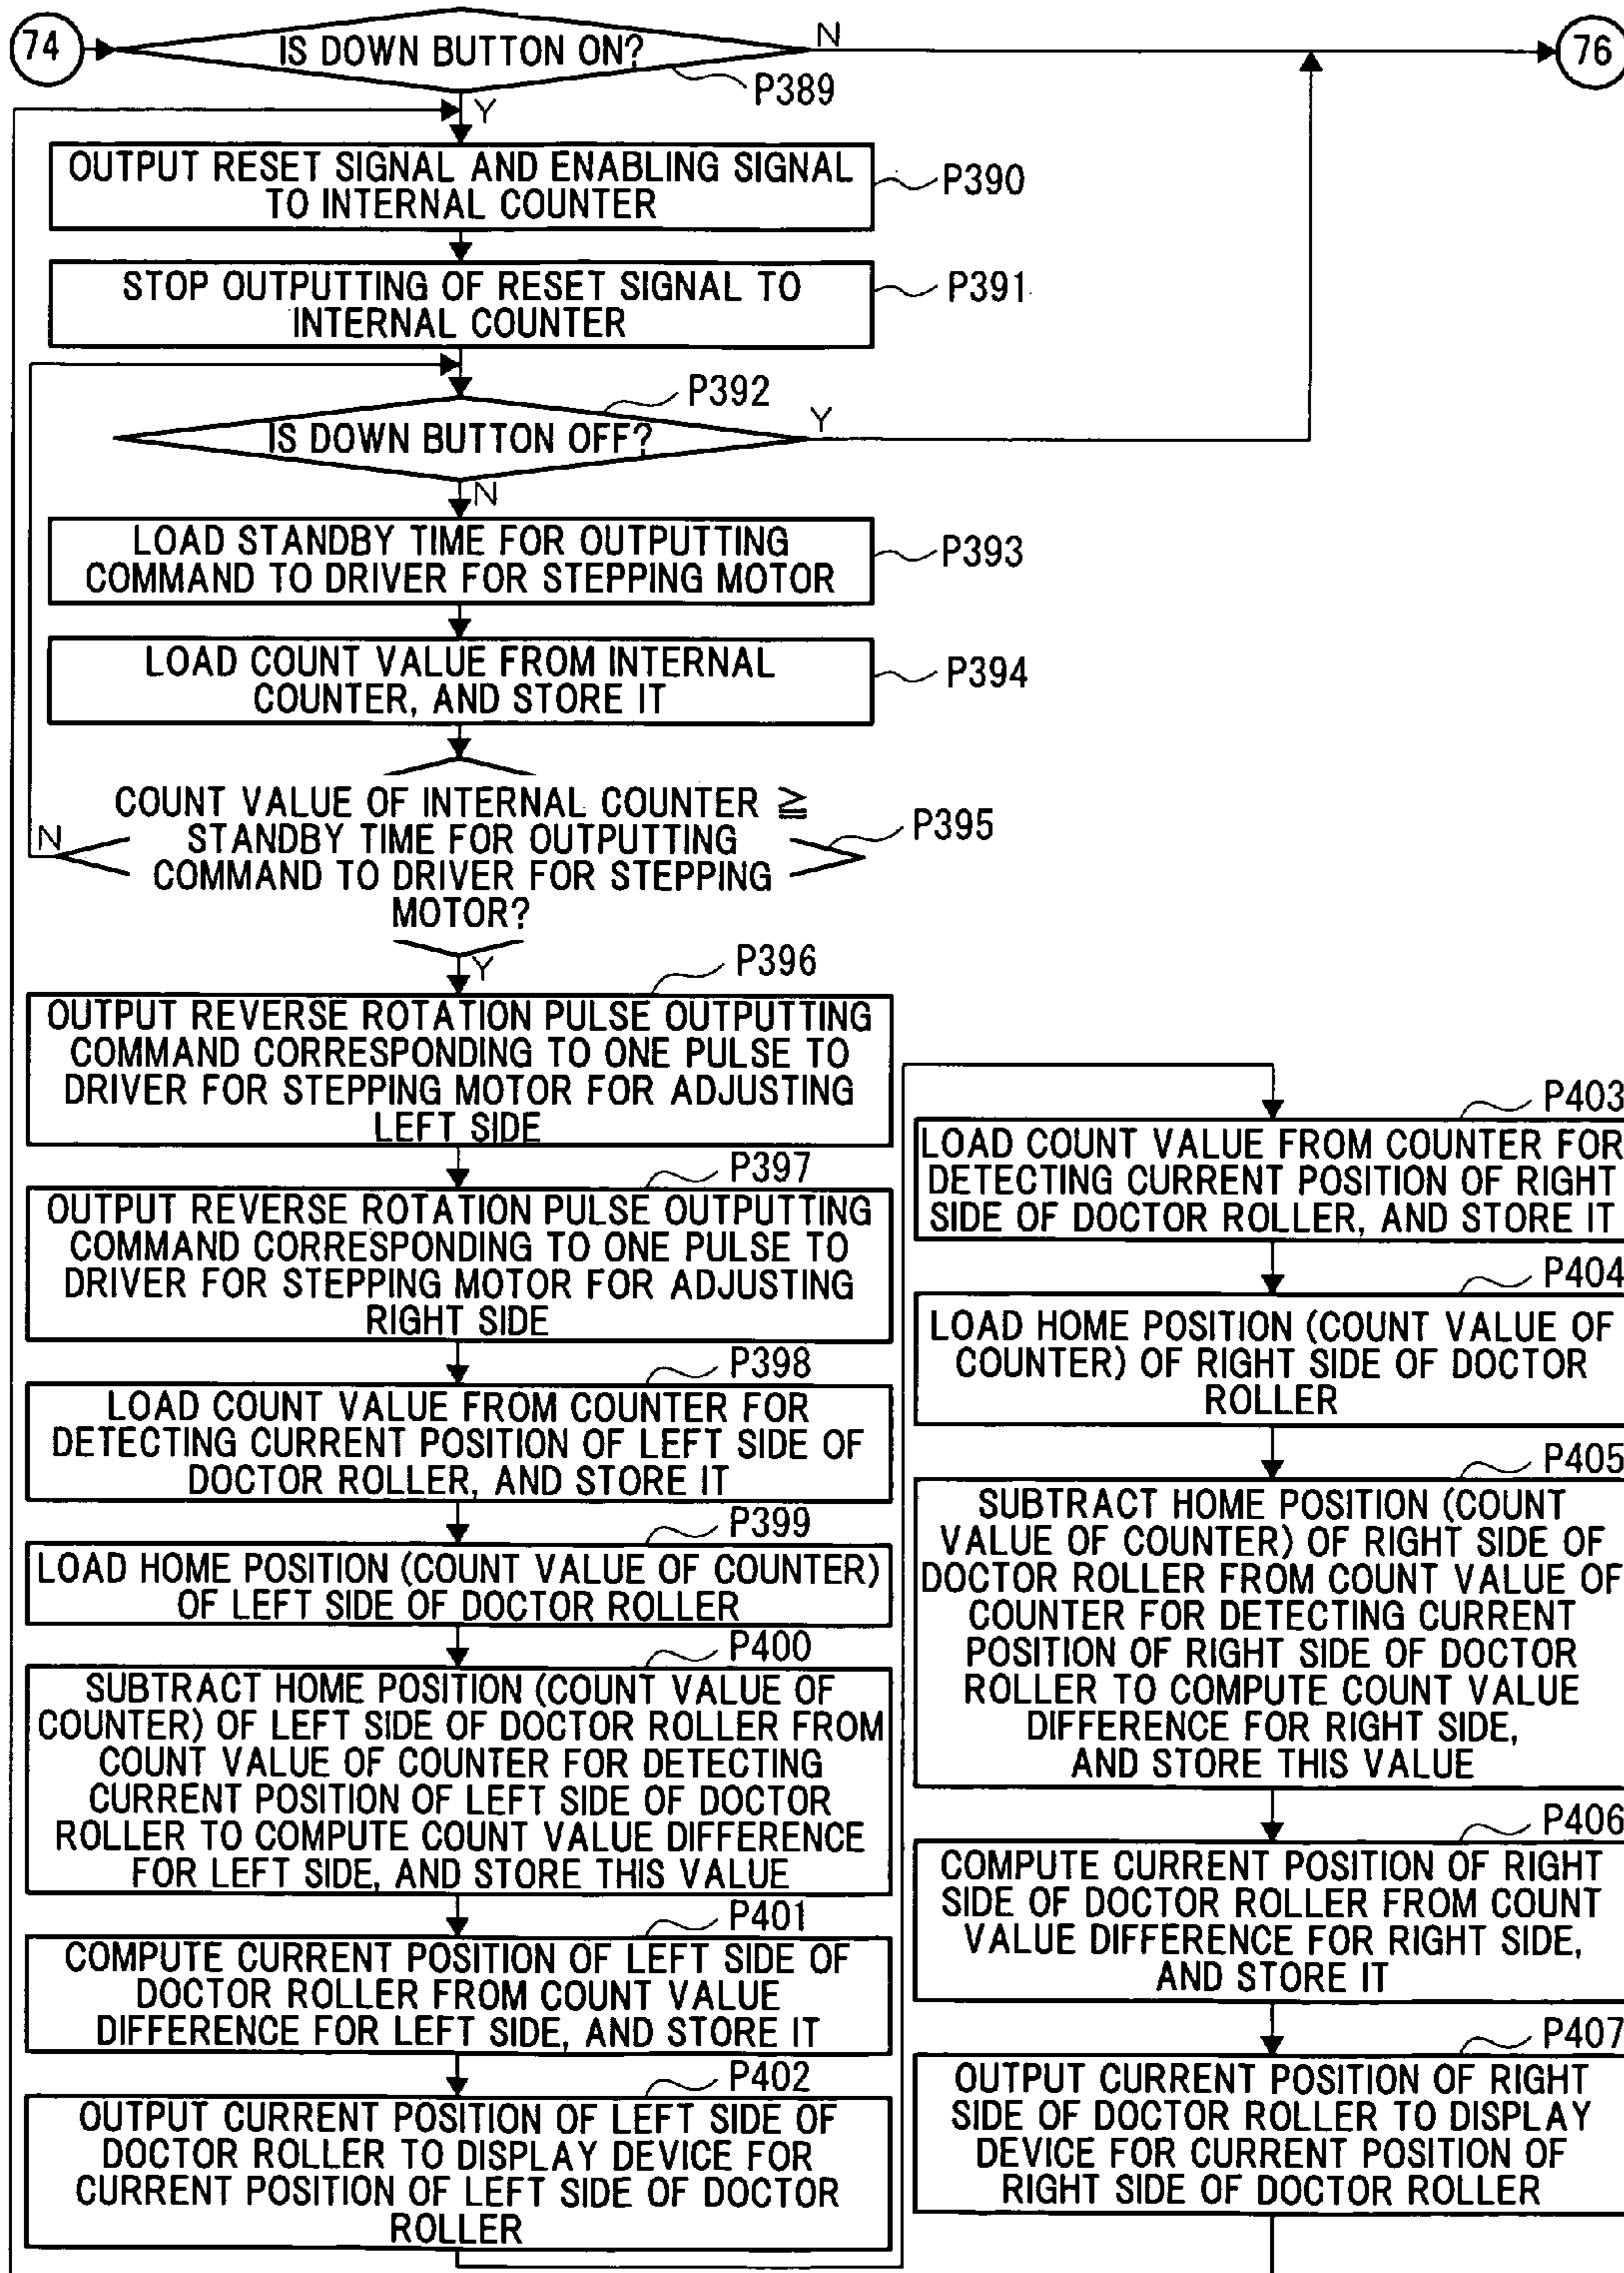 74
IS DOWN BUTTON ON?
N
76
P389
Y
OUTPUT RESET SIGNAL AND ENABLING SIGNAL
TO INTERNAL COUNTER
P390
STOP OUTPUTTING OF RESET SIGNAL TO
INTERNAL COUNTER
P391
P392
IS DOWN BUTTON OFF?
Y
N
LOAD STANDBY TIME FOR OUTPUTTING
COMMAND TO DRIVER FOR STEPPING MOTOR
P393
LOAD COUNT VALUE FROM INTERNAL
COUNTER, AND STORE IT
P394
COUNT VALUE OF INTERNAL COUNTER ≧
STANDBY TIME FOR OUTPUTTING
COMMAND TO DRIVER FOR STEPPING
MOTOR?
N
P395
Y
P396
OUTPUT REVERSE ROTATION PULSE OUTPUTTING
COMMAND CORRESPONDING TO ONE PULSE TO
DRIVER FOR STEPPING MOTOR FOR ADJUSTING
LEFT SIDE
P397
OUTPUT REVERSE ROTATION PULSE OUTPUTTING
COMMAND CORRESPONDING TO ONE PULSE TO
DRIVER FOR STEPPING MOTOR FOR ADJUSTING
RIGHT SIDE
P398
LOAD COUNT VALUE FROM COUNTER FOR
DETECTING CURRENT POSITION OF LEFT SIDE OF
DOCTOR ROLLER, AND STORE IT
P399
LOAD HOME POSITION (COUNT VALUE OF COUNTER)
OF LEFT SIDE OF DOCTOR ROLLER
P400
SUBTRACT HOME POSITION (COUNT VALUE OF
COUNTER) OF LEFT SIDE OF DOCTOR ROLLER FROM
COUNT VALUE OF COUNTER FOR DETECTING
CURRENT POSITION OF LEFT SIDE OF DOCTOR
ROLLER TO COMPUTE COUNT VALUE DIFFERENCE
FOR LEFT SIDE, AND STORE THIS VALUE
P401
COMPUTE CURRENT POSITION OF LEFT SIDE OF
DOCTOR ROLLER FROM COUNT VALUE
DIFFERENCE FOR LEFT SIDE, AND STORE IT
P402
OUTPUT CURRENT POSITION OF LEFT SIDE OF
DOCTOR ROLLER TO DISPLAY DEVICE FOR
CURRENT POSITION OF LEFT SIDE OF DOCTOR
ROLLER
P403
LOAD COUNT VALUE FROM COUNTER FOR
DETECTING CURRENT POSITION OF RIGHT
SIDE OF DOCTOR ROLLER, AND STORE IT
P404
LOAD HOME POSITION (COUNT VALUE OF
COUNTER) OF RIGHT SIDE OF DOCTOR
ROLLER
P405
SUBTRACT HOME POSITION (COUNT
VALUE OF COUNTER) OF RIGHT SIDE OF
DOCTOR ROLLER FROM COUNT VALUE OF
COUNTER FOR DETECTING CURRENT
POSITION OF RIGHT SIDE OF DOCTOR
ROLLER TO COMPUTE COUNT VALUE
DIFFERENCE FOR RIGHT SIDE,
AND STORE THIS VALUE
P406
COMPUTE CURRENT POSITION OF RIGHT
SIDE OF DOCTOR ROLLER FROM COUNT
VALUE DIFFERENCE FOR RIGHT SIDE,
AND STORE IT
P407
OUTPUT CURRENT POSITION OF RIGHT
SIDE OF DOCTOR ROLLER TO DISPLAY
DEVICE FOR CURRENT POSITION OF
RIGHT SIDE OF DOCTOR ROLLER